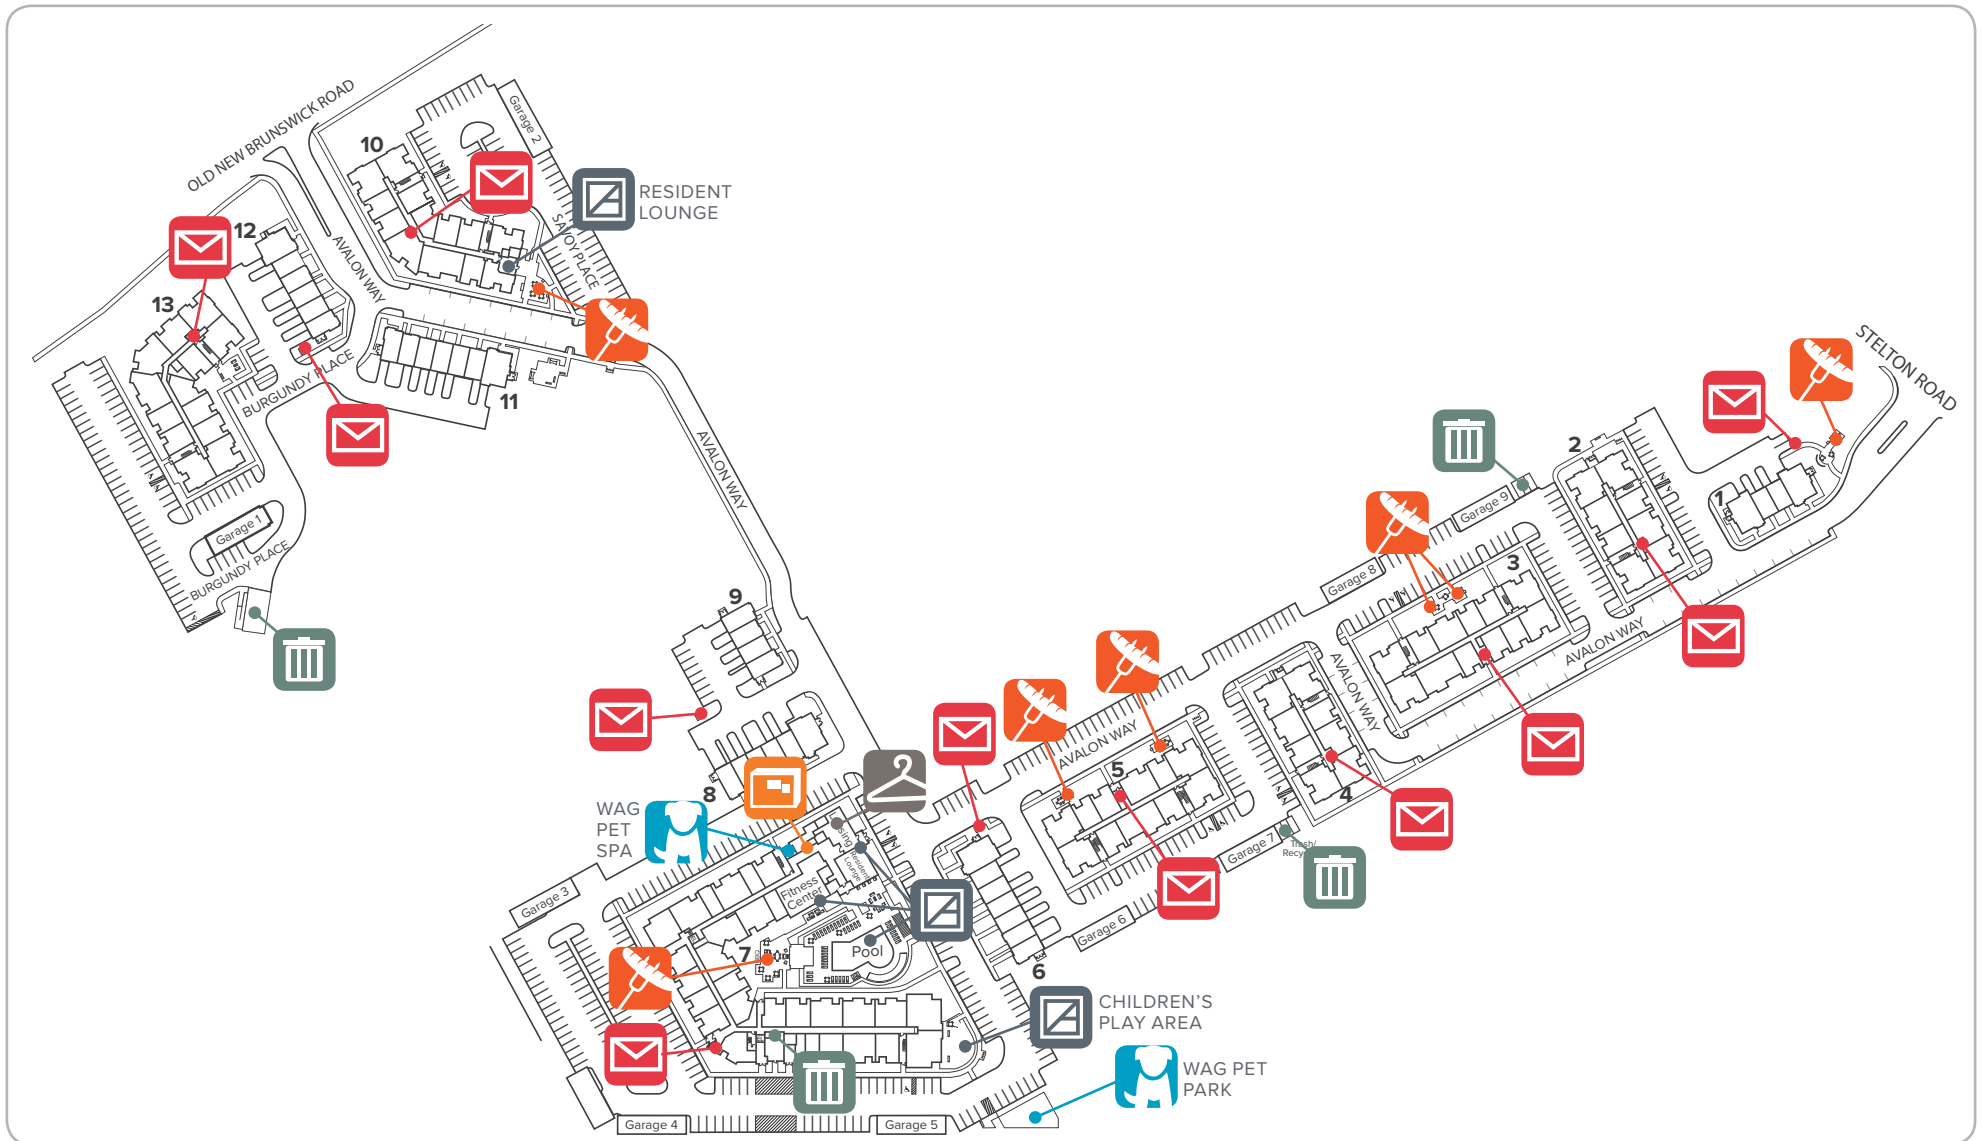 OLD NEW BRUNSWICK ROAD
10
Garage 2
RESIDENT
LOUNGE
SAVOY PLACE
12
AVALON WAY
13
BURGUNDY PLACE
11
Garage 1
BURGUNDY PLACE
AVALON WAY
STELTON ROAD
2
1
Garage 9
3
Garage 8
AVALON WAY
AVALON WAY
9
AVALON WAY
5
4
8
WAG
PET
SPA
Resident
Lounge
Fitness
Center
Garage 7
Trash/
Garage 3
Garage 6
7
Pool
6
CHILDREN'S
PLAY AREA
WAG PET
PARK
Garage 4
Garage 5